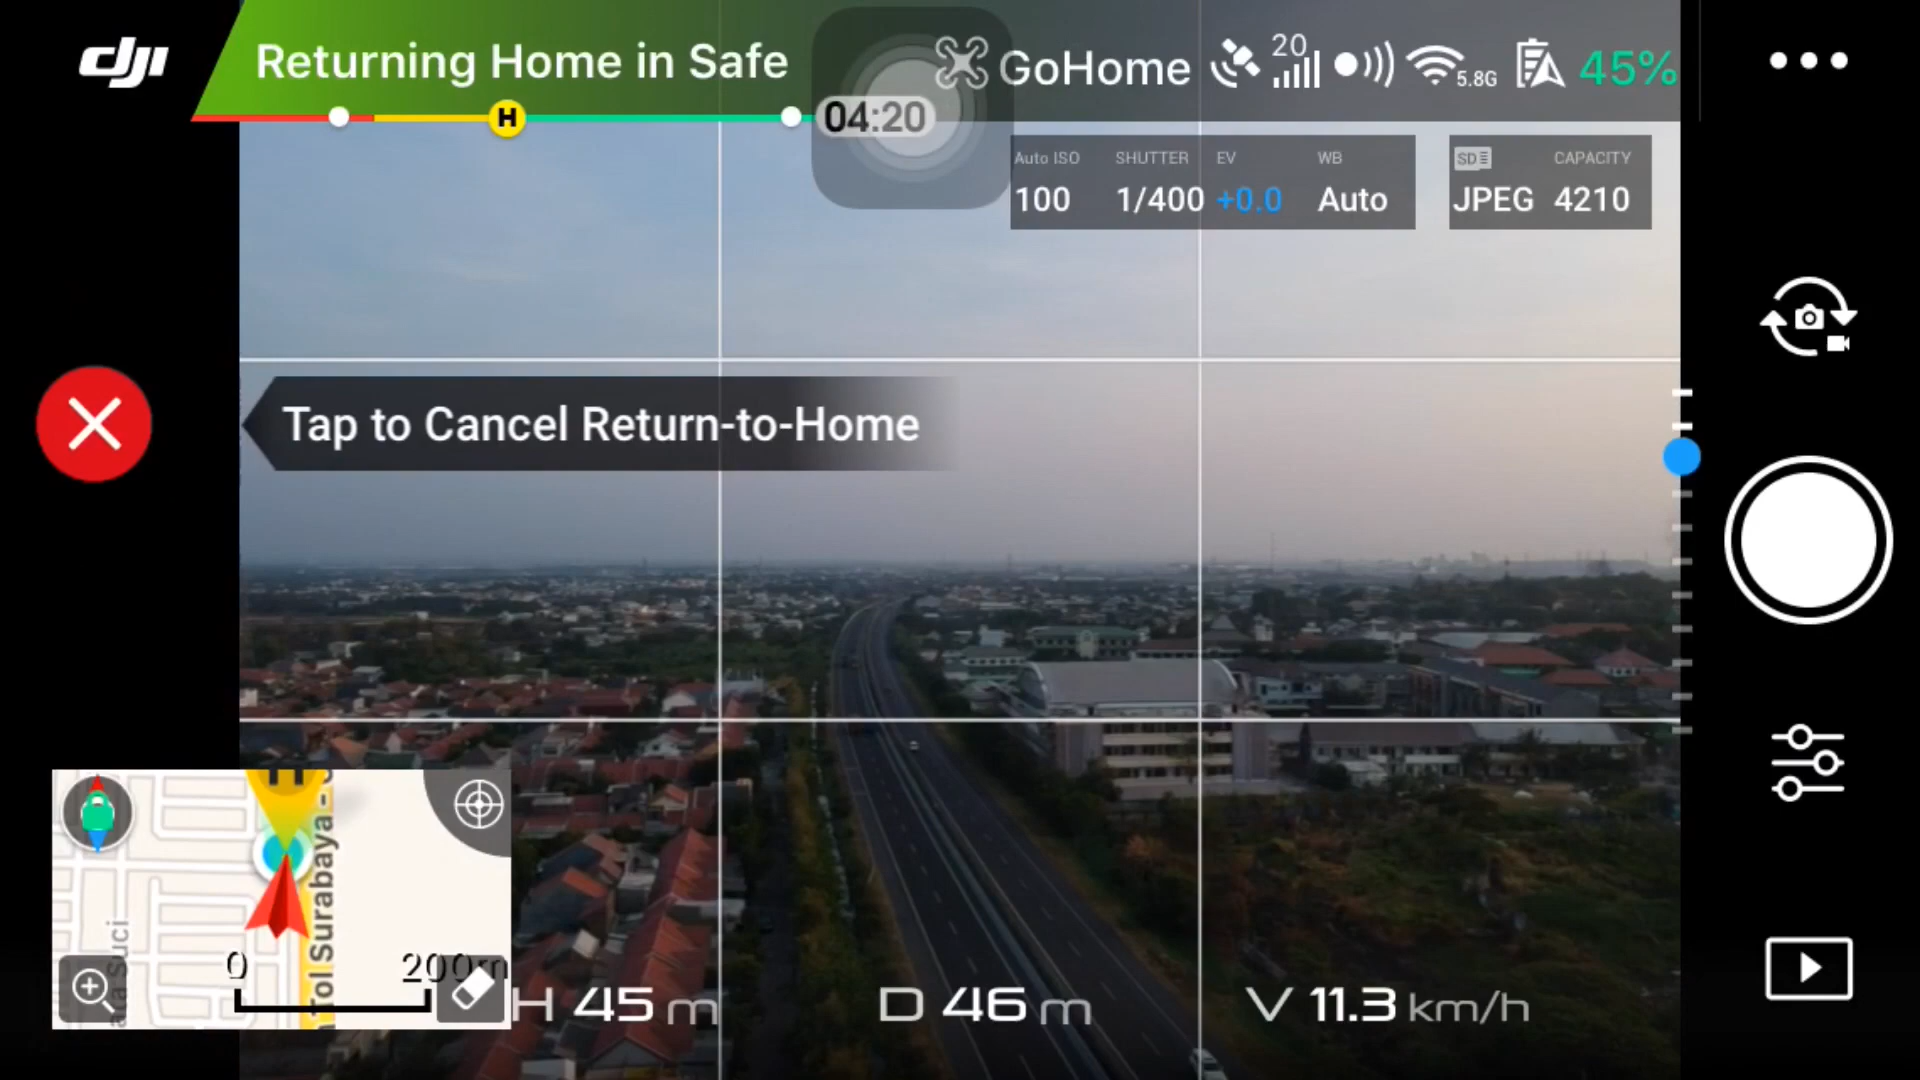 dji
Returning Home in Safe
GoHome
20
5.8G
45%
H
04:20
Auto ISO
SHUTTER
EV
WB
100
1/400
+0.0
Auto
SD
CAPACITY
JPEG
4210
Tap to Cancel Return-to-Home
H
Tol Surabaya -
suci
0
200m
H 45 m
D 46 m
V 11.3 km/h